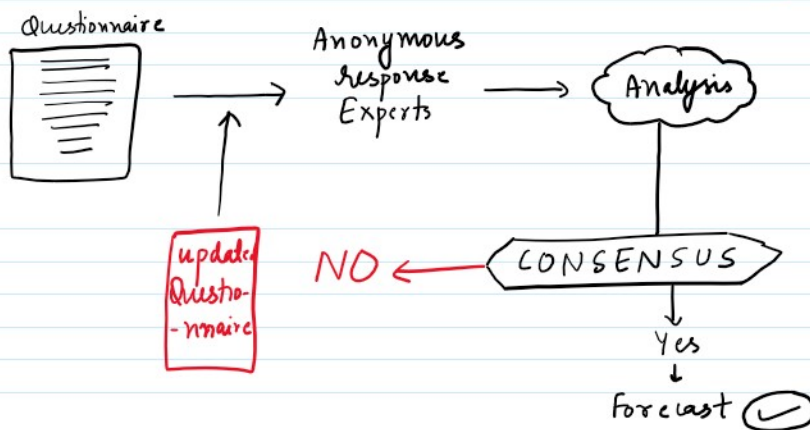 Questionnaire
Anonymous
response
Experts
Analysis
updated
Questio-
-nnaire
NO
CONSENSUS
Yes
Forecast